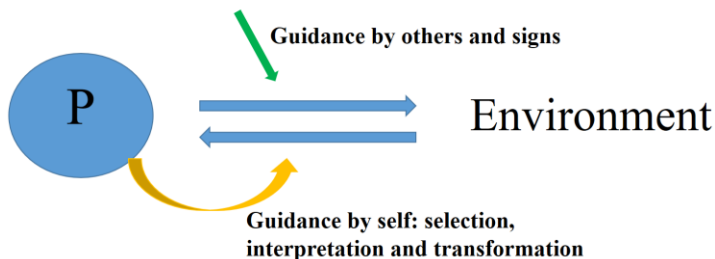 Guidance by others and signs
P
Environment
Guidance by self: selection,
interpretation and transformation